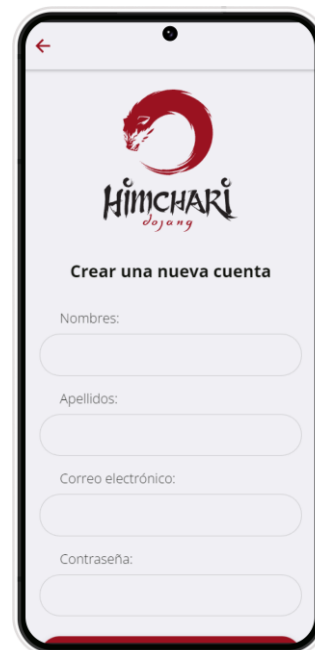 HIMCHARI
dojang
Crear una nueva cuenta
Nombres:
Apellidos:
Correo electrónico:
Contraseña: